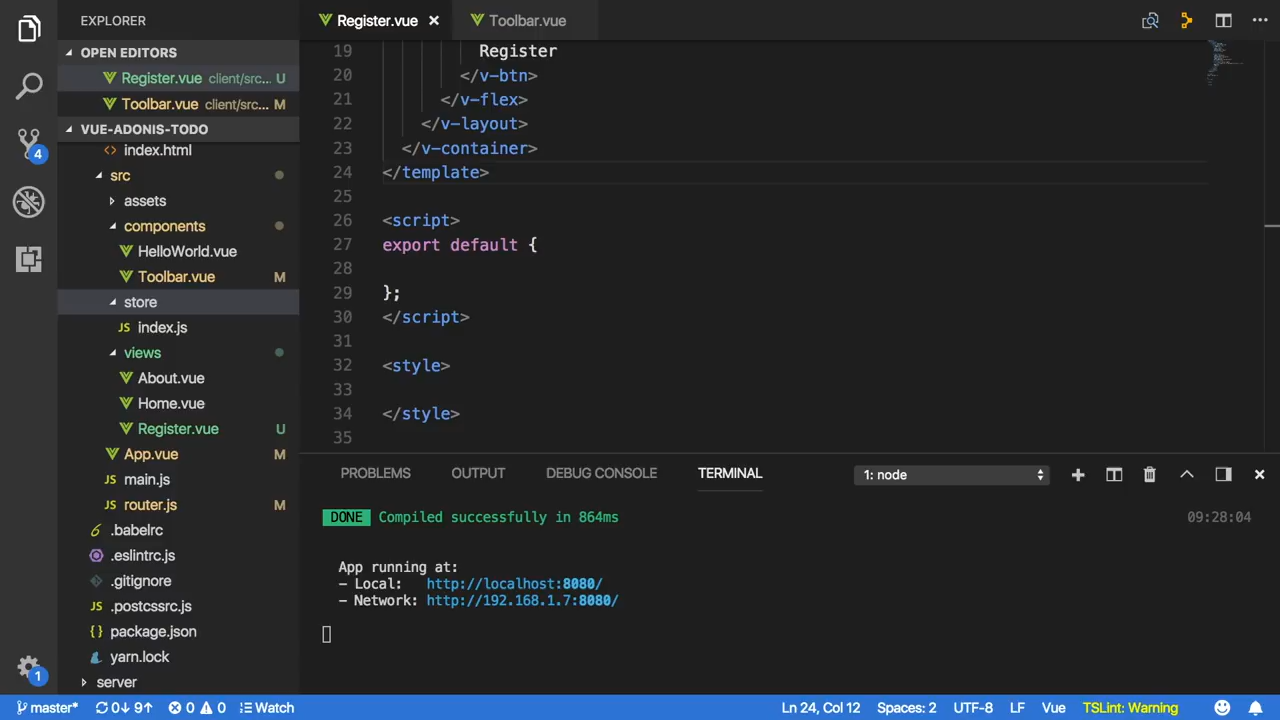 EXPLORER
OPEN EDITORS
Register.vue client/src... U
Toolbar.vue client/src... M
VUE-ADONIS-TODO
index.html
src
assets
components
HelloWorld.vue
Toolbar.vue M
store
JS index.js
views
About.vue
Home.vue
Register.vue U
App.vue M
JS main.js
JS router.js M
.babelrc
.eslintrc.js
.gitignore
JS .postcssrc.js
{} package.json
yarn.lock
server
4
1
Register.vue ×
Toolbar.vue
19 Register
20 </v-btn>
21 </v-flex>
22 </v-layout>
23 </v-container>
24 </template>
25
26 <script>
27 export default {
28
29 };
30 </script>
31
32 <style>
33
34 </style>
35
PROBLEMS OUTPUT DEBUG CONSOLE TERMINAL 1: node
DONE Compiled successfully in 864ms 09:28:04
App running at:
- Local: http://localhost:8080/
- Network: http://192.168.1.7:8080/
master* 0↓ 9↑ 0 0 Watch Ln 24, Col 12 Spaces: 2 UTF-8 LF Vue TSLint: Warning